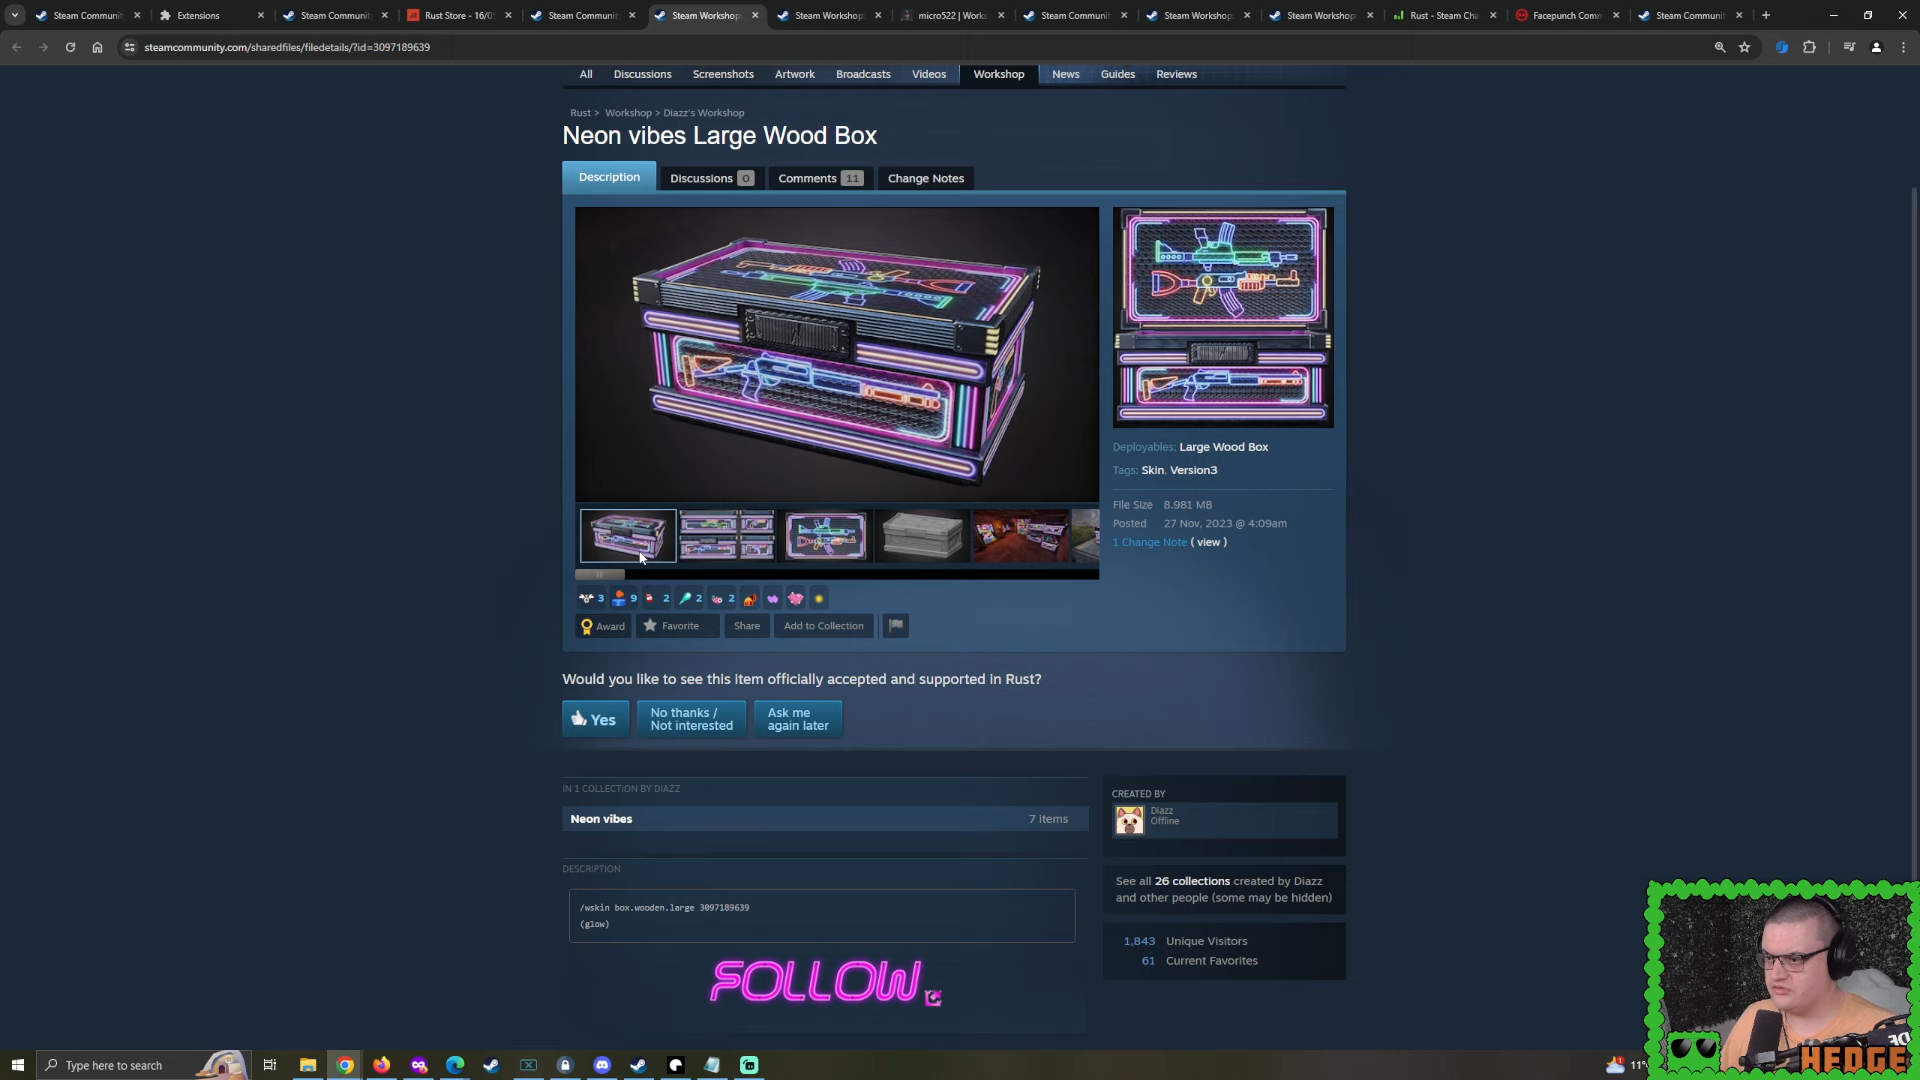 Steam Communit
Extensions
Steam Communit
Rust Store - 16/0
Steam Communit
Steam Workshop
Steam Workshop
micro522 | Works
Steam Communit
Steam Workshop
Steam Workshop
Rust - Steam Cha
Facepunch Comm
Steam Communit
steamcommunity.com/sharedfiles/filedetails/?id=3097189639
All Discussions Screenshots Artwork Broadcasts Videos Workshop News Guides Reviews
Rust > Workshop > Diazz's Workshop
Neon vibes Large Wood Box
Description Discussions 0 Comments 11 Change Notes
Deployables: Large Wood Box
Tags: Skin, Version3
File Size 8.981 MB
Posted 27 Nov, 2023 @ 4:09am
1 Change Note ( view )
3 9 2 2 2
Award Favorite Share Add to Collection
Would you like to see this item officially accepted and supported in Rust?
Yes
No thanks /
Not interested
Ask me
again later
IN 1 COLLECTION BY DIAZZ
Neon vibes 7 items
DESCRIPTION
/wskin box.wooden.large 3097189639
(glow)
FOLLOW
CREATED BY
Diazz
Offline
See all 26 collections created by Diazz
and other people (some may be hidden)
1,843 Unique Visitors
61 Current Favorites
Type here to search
11°
HEDGE